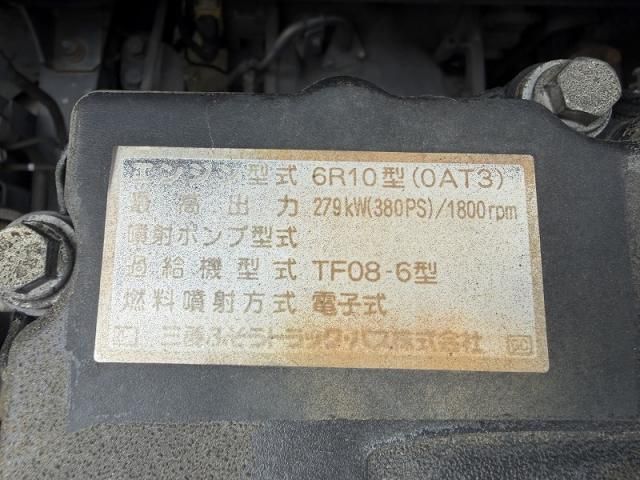 エンジン型式 6R10型(0AT3)
最高出力 279kW(380PS)/1800rpm
噴射ポンプ型式
過給機型式 TF08-6型
燃料噴射方式 電子式
三菱ふそうトラック・バス株式会社